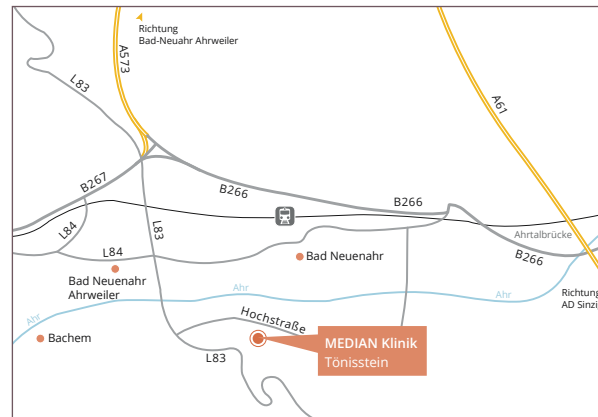 Richtung
Bad-Neuahr Ahrweiler
A573
L83
A61
B267
B266
B266
L84
L83
Ahrtalbrücke
L84
Bad Neuenahr
B266
Bad Neuenahr
Ahrweiler
Ahr
Ahr
Richtung
AD Sinzig
Ahr
Hochstraße
Bachem
MEDIAN Klinik
Tönisstein
L83